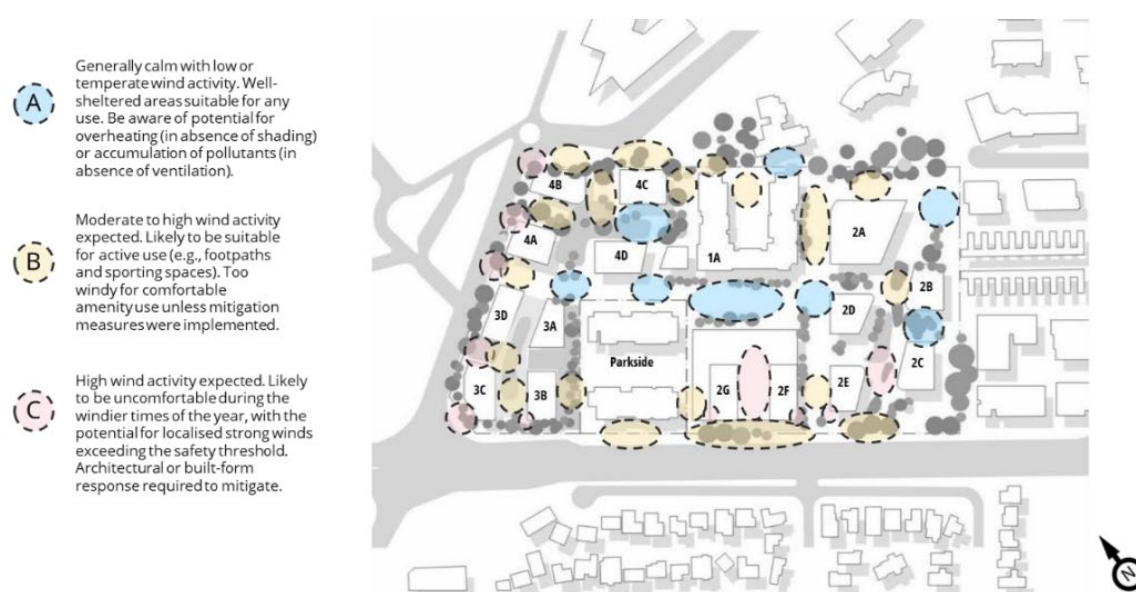 A
Generally calm with low or
temperate wind activity. Well-
sheltered areas suitable for any
use. Be aware of potential for
overheating (in absence of shading)
or accumulation of pollutants (in
absence of ventilation).
B
Moderate to high wind activity
expected. Likely to be suitable
for active use (e.g., footpaths
and sporting spaces). Too
windy for comfortable
amenity use unless mitigation
measures were implemented.
C
High wind activity expected. Likely
to be uncomfortable during the
windier times of the year, with the
potential for localised strong winds
exceeding the safety threshold.
Architectural or built-form
response required to mitigate.
4B
4C
4A
4D
1A
2A
2B
3D
3A
2D
Parkside
2C
3C
3B
2G
2F
2E
N